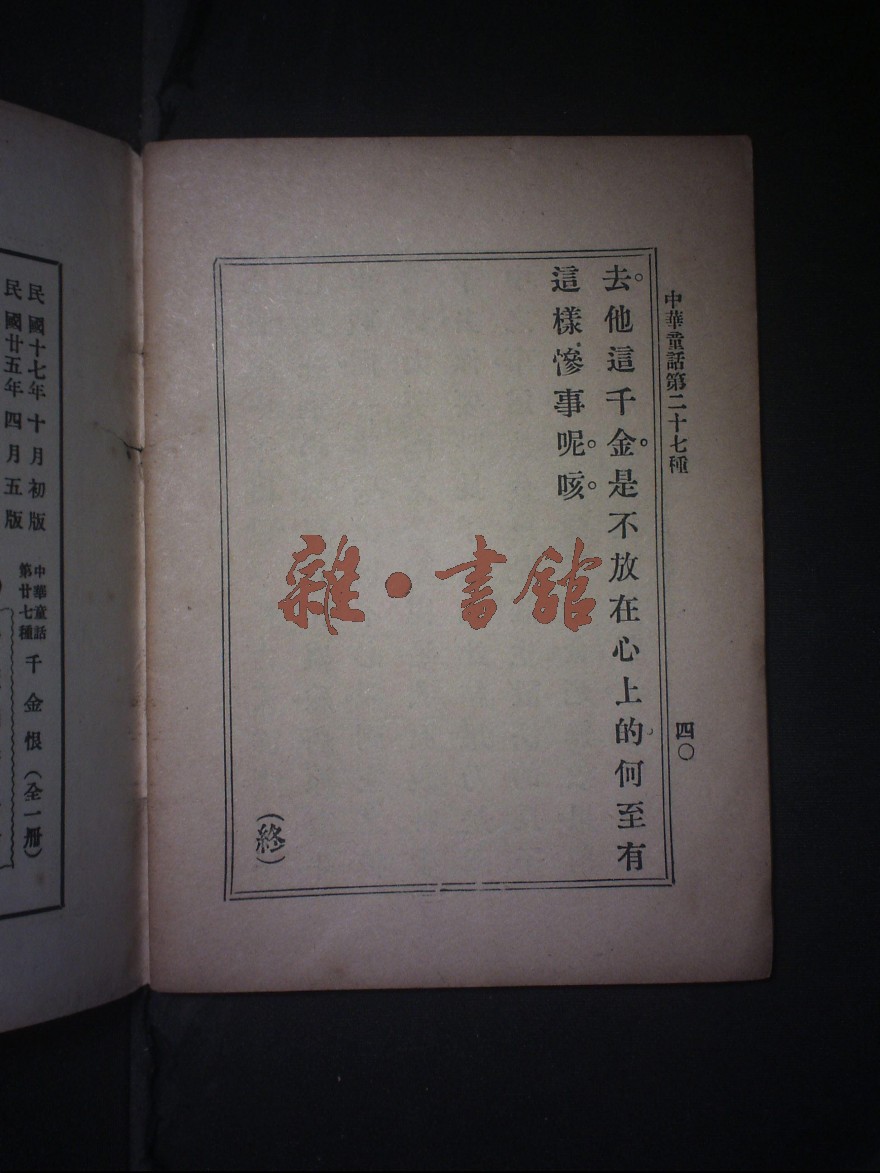 中華童話第二十七種
四〇
去。他這千金。是不放在心上的。何至有
這樣慘事呢。咳。
(終)
雜·書館
民國十七年十月初版
民國廿五年四月五版
中華童話
第廿七種
千金恨(全一冊)